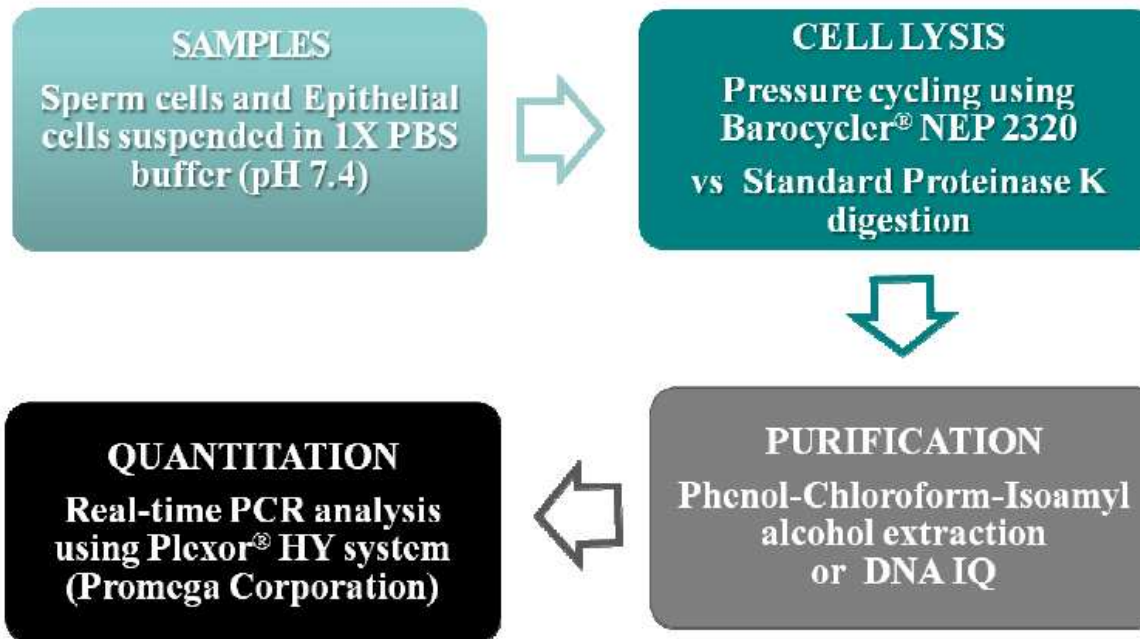 SAMPLES
Sperm cells and Epithelial
cells suspended in 1X PBS
buffer (pH 7.4)
CELL LYSIS
Pressure cycling using
Barocycler® NEP 2320
vs Standard Proteinase K
digestion
PURIFICATION
Phenol-Chloroform-Isoamyl
alcohol extraction
or DNA IQ
QUANTITATION
Real-time PCR analysis
using Plexor® HY system
(Promega Corporation)